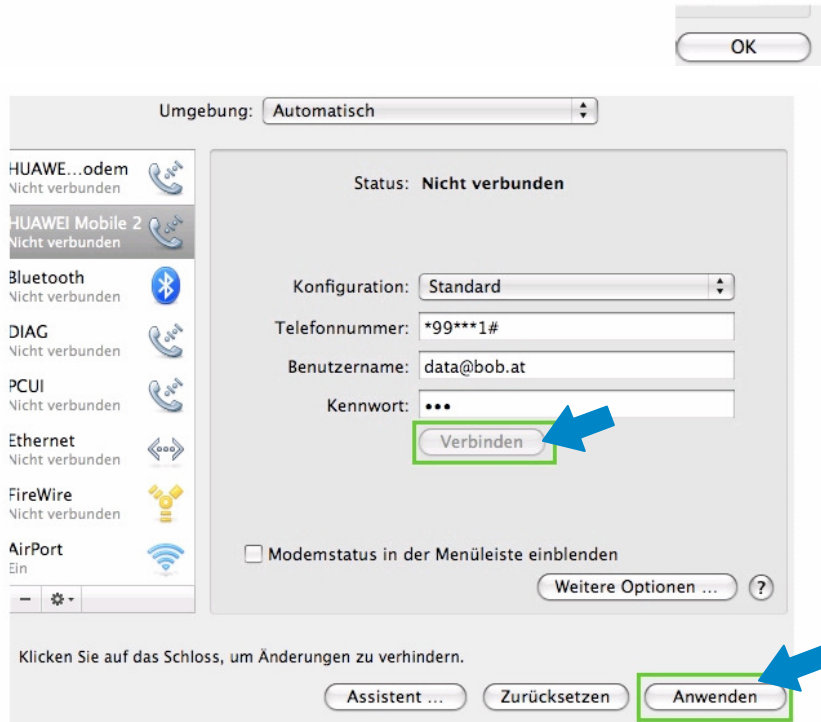 OK
Umgebung: Automatisch
HUAWE...odem
Nicht verbunden
HUAWEI Mobile 2
Nicht verbunden
Bluetooth
Nicht verbunden
DIAG
Nicht verbunden
PCUI
Nicht verbunden
Ethernet
Nicht verbunden
FireWire
Nicht verbunden
AirPort
Ein
Status: Nicht verbunden
Konfiguration: Standard
Telefonnummer: *99***1#
Benutzername: data@bob.at
Kennwort: •••
Verbinden
Modemstatus in der Menüleiste einblenden
Weitere Optionen ... ?
Klicken Sie auf das Schloss, um Änderungen zu verhindern.
Assistent ... Zurücksetzen Anwenden